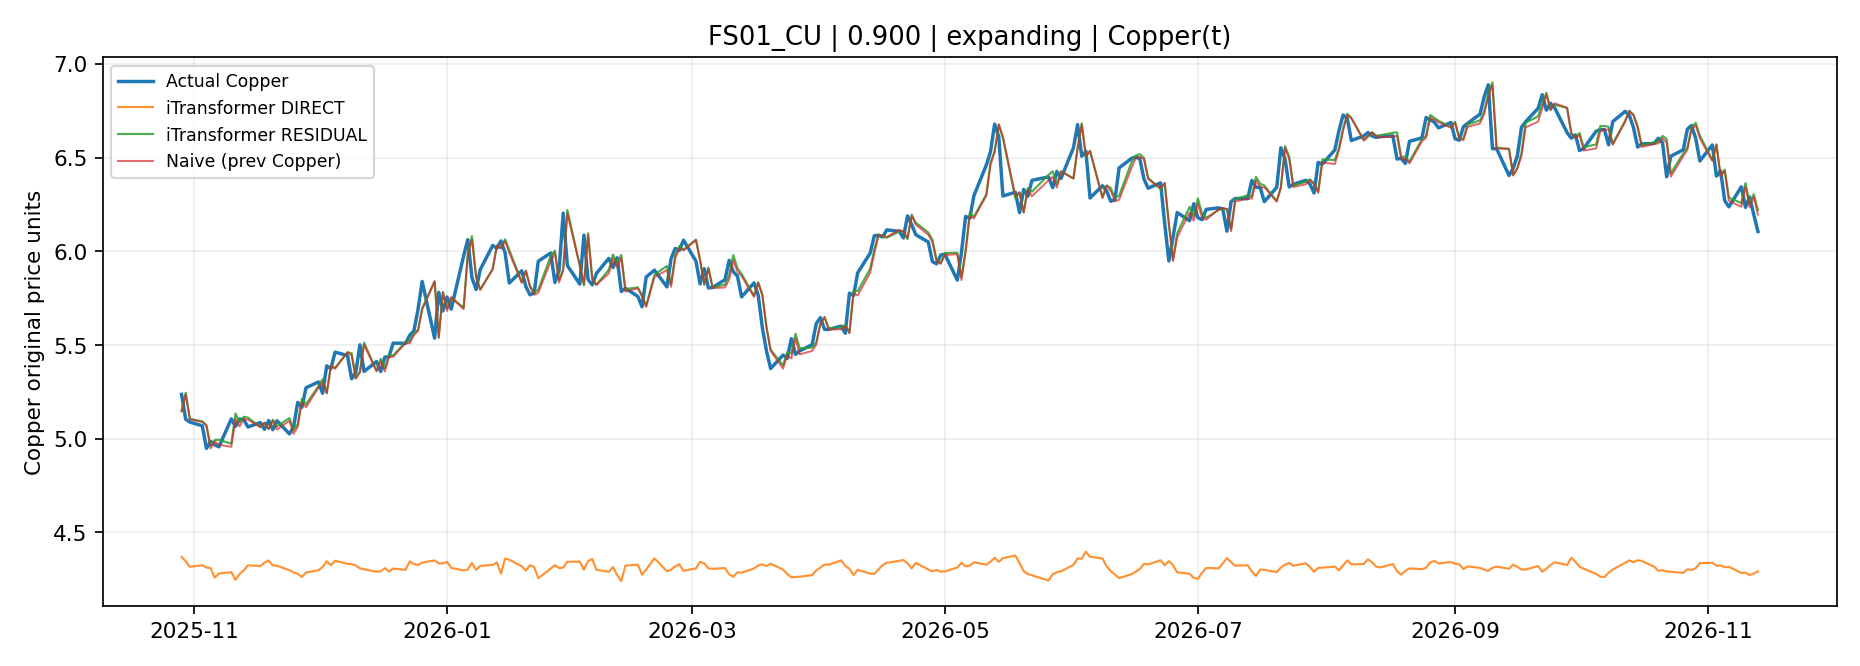 FS01_CU | 0.900 | expanding | Copper(t)
Actual Copper
iTransformer DIRECT
iTransformer RESIDUAL
Naive (prev Copper)
Copper original price units
7.0
6.5
6.0
5.5
5.0
4.5
2025-11
2026-01
2026-03
2026-05
2026-07
2026-09
2026-11